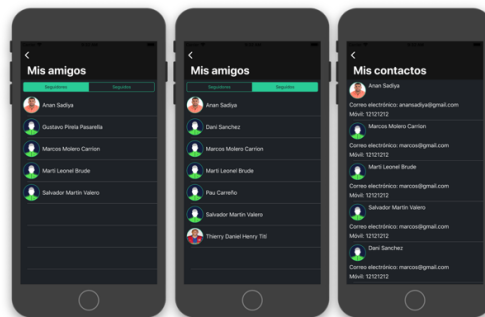 Mis amigos
Seguidores Seguidos
Anan Sadiya
Gustavo Pirela Pasarella
Marcos Molero Carrion
Marti Leonel Brude
Salvador Martin Valero
Mis amigos
Seguidores Seguidos
Anan Sadiya
Dani Sanchez
Marcos Molero Carrion
Marti Leonel Brude
Pau Carreño
Salvador Martin Valero
Thierry Daniel Henry Titi
Mis contactos
Anan Sadiya
Correo electrónico: anansadiya@gmail.com
Móvil: 12121212
Marcos Molero Carrion
Correo electrónico: marcos@gmail.com
Móvil: 12121212
Marti Leonel Brude
Correo electrónico: marcos@gmail.com
Móvil: 12121212
Salvador Martin Valero
Correo electrónico: marcos@gmail.com
Móvil: 12121212
Dani Sanchez
Correo electrónico: marcos@gmail.com
Móvil: 12121212